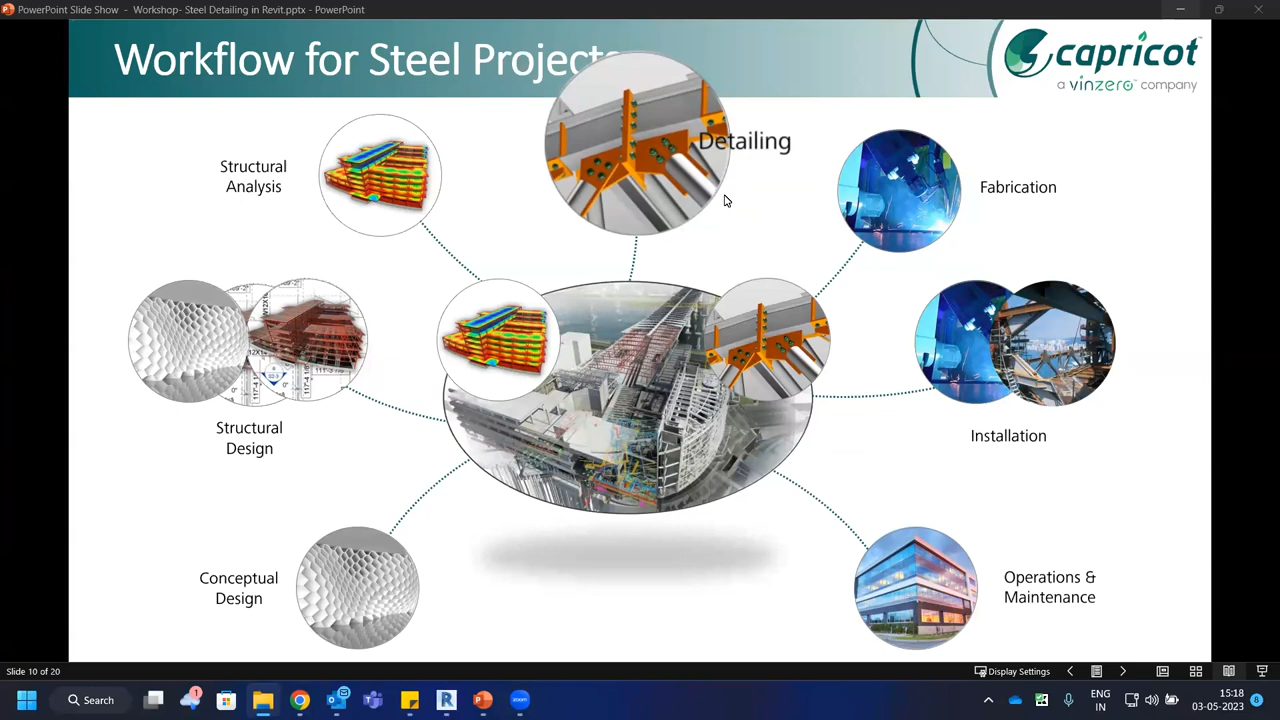 PowerPoint Slide Show - Workshop- Steel Detailing in Revit.pptx - PowerPoint
Workflow for Steel Projects
capricot
a vinzero company
Structural
Analysis
Detailing
Fabrication
Structural
Design
Installation
Conceptual
Design
Operations &
Maintenance
Slide 10 of 20
Display Settings
Search
ENG
IN
15:18
03-05-2023